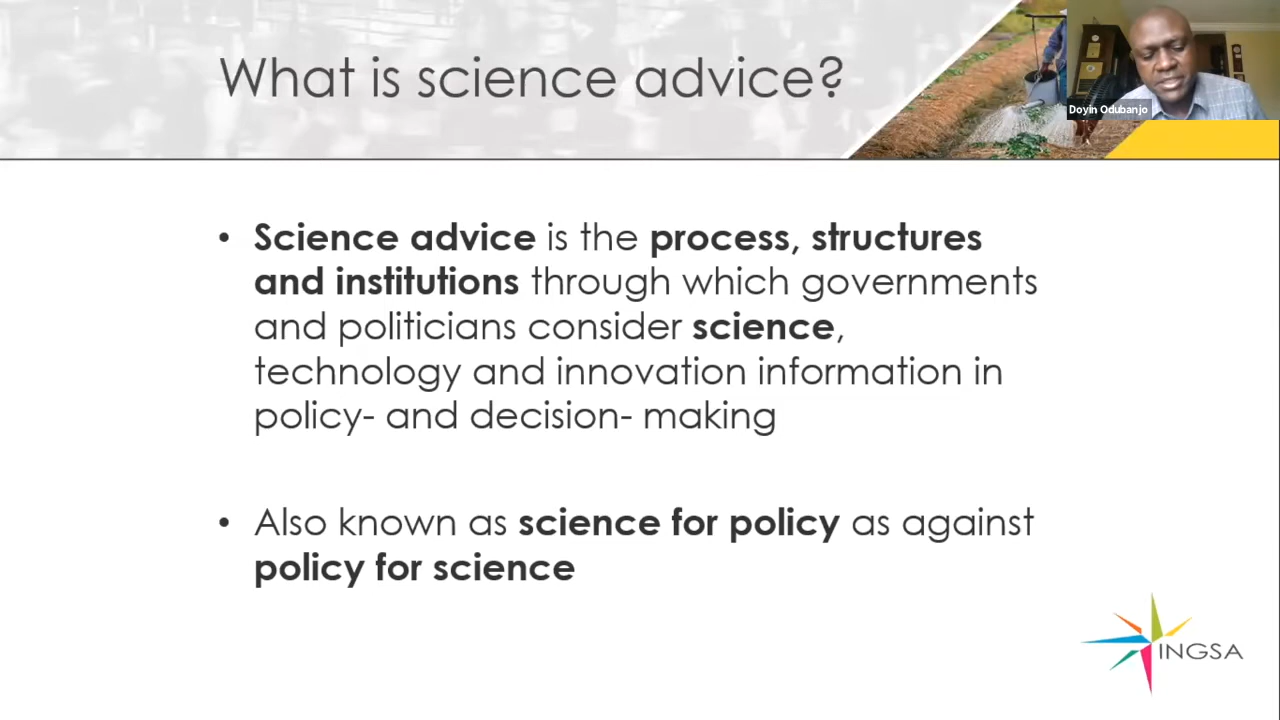 What is science advice?
Doyin Odubanjo
• Science advice is the process, structures
and institutions through which governments
and politicians consider science,
technology and innovation information in
policy- and decision- making
• Also known as science for policy as against
policy for science
INGSA